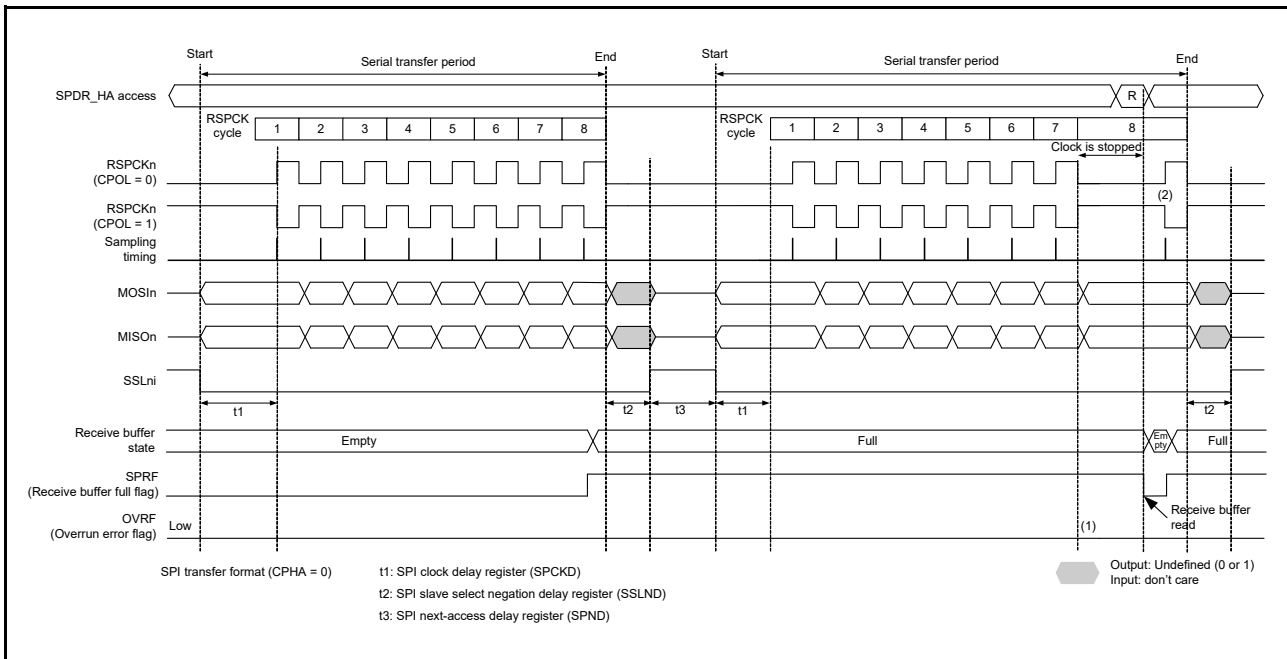 Start
End
Start
End
Serial transfer period
Serial transfer period
SPDR_HA access
R
RSPCK
cycle
1 2 3 4 5 6 7 8
RSPCK
cycle
1 2 3 4 5 6 7 8
Clock is stopped
RSPCKn
(CPOL = 0)
(2)
RSPCKn
(CPOL = 1)
Sampling
timing
MOSIn
MISOn
SSLni
t1
t2
t3
t1
t2
Receive buffer
state
Empty
Full
Em
pty
Full
SPRF
(Receive buffer full flag)
Receive buffer
read
OVRF
(Overrun error flag)
Low
(1)
SPI transfer format (CPHA = 0)
t1: SPI clock delay register (SPCKD)
t2: SPI slave select negation delay register (SSLND)
t3: SPI next-access delay register (SPND)
Output: Undefined (0 or 1)
Input: don't care